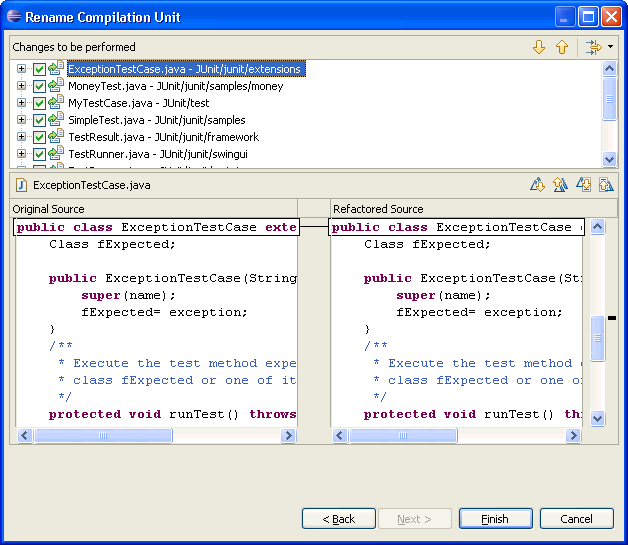 Rename Compilation Unit
Changes to be performed
ExceptionTestCase.java - JUnit/junit/extensions
MoneyTest.java - JUnit/junit/samples/money
MyTestCase.java - JUnit/test
SimpleTest.java - JUnit/junit/samples
TestResult.java - JUnit/junit/framework
TestRunner.java - JUnit/junit/swingui
ExceptionTestCase.java
Original Source
public class ExceptionTestCase exte
Class fExpected;
public ExceptionTestCase(String
super(name);
fExpected= exception;
}
/**
* Execute the test method expe
* class fExpected or one of it
*/
protected void runTest() throws
Refactored Source
public class ExceptionTestCase
Class fExpected;
public ExceptionTestCase(St
super(name);
fExpected= exception;
}
/**
* Execute the test method
* class fExpected or one o
*/
protected void runTest() th
< Back
Next >
Finish
Cancel